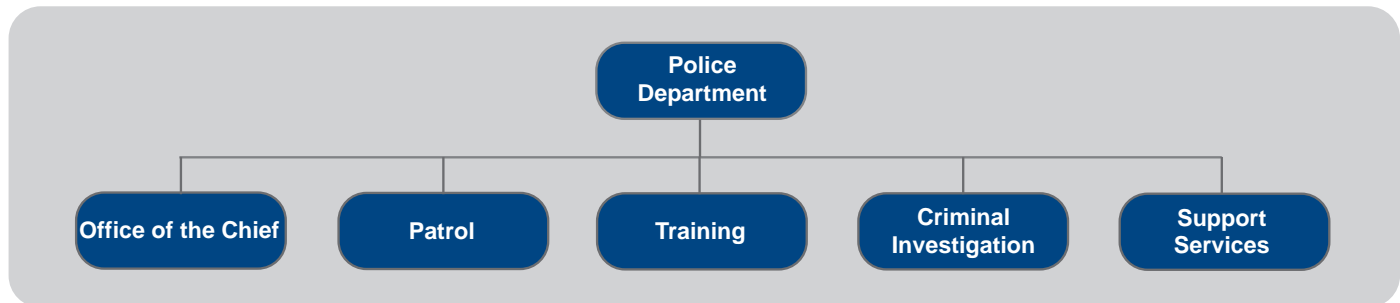 Police
Department
Office of the Chief
Patrol
Training
Criminal
Investigation
Support
Services